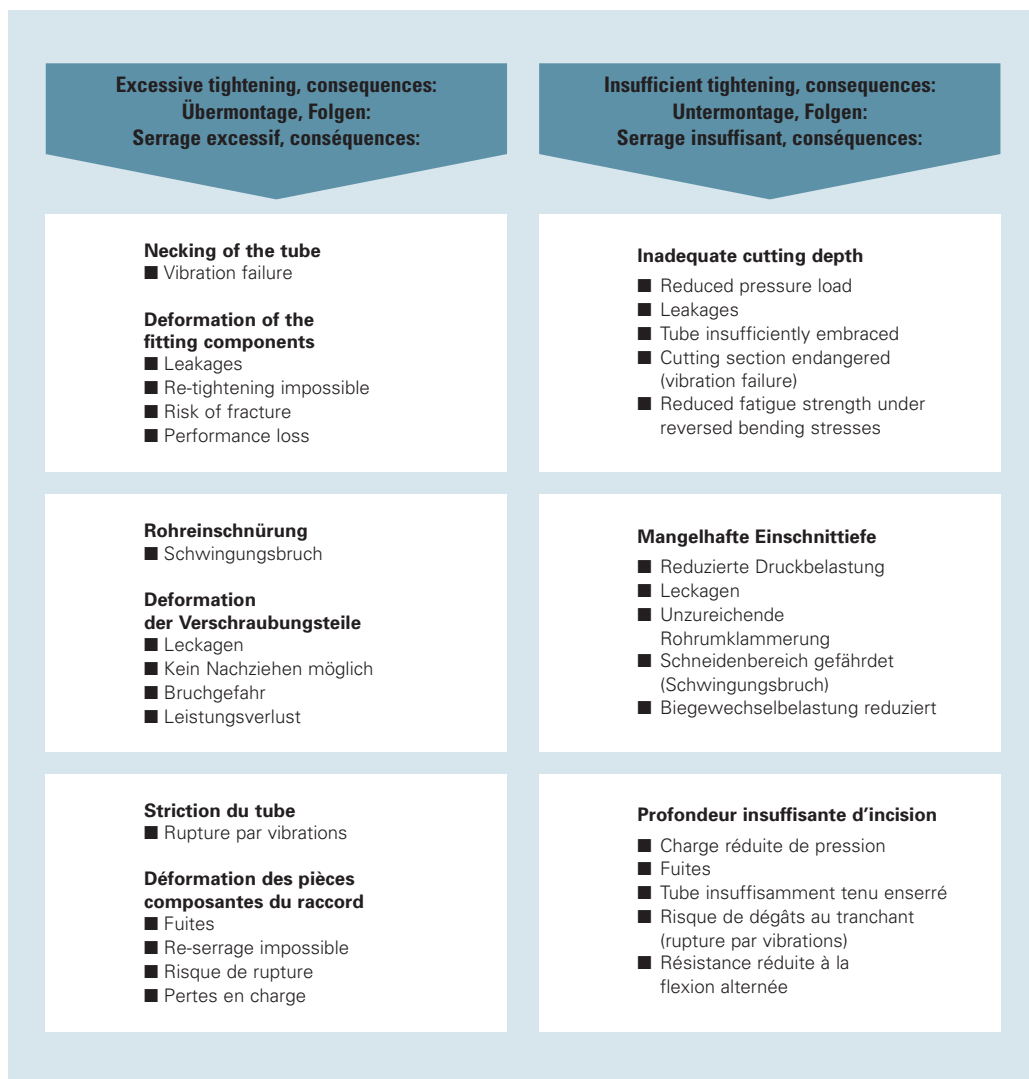 Excessive tightening, consequences:
Übermontage, Folgen:
Serrage excessif, conséquences:
Necking of the tube
■ Vibration failure
Deformation of the
fitting components
■ Leakages
■ Re-tightening impossible
■ Risk of fracture
■ Performance loss
Rohreinschnürung
■ Schwingungsbruch
Deformation
der Verschraubungsteile
■ Leckagen
■ Kein Nachziehen möglich
■ Bruchgefahr
■ Leistungsverlust
Striction du tube
■ Rupture par vibrations
Déformation des pièces
composantes du raccord
■ Fuites
■ Re-serrage impossible
■ Risque de rupture
■ Pertes en charge
Insufficient tightening, consequences:
Untermontage, Folgen:
Serrage insuffisant, conséquences:
Inadequate cutting depth
■ Reduced pressure load
■ Leakages
■ Tube insufficiently embraced
■ Cutting section endangered
(vibration failure)
■ Reduced fatigue strength under
reversed bending stresses
Mangelhafte Einschnittiefe
■ Reduzierte Druckbelastung
■ Leckagen
■ Unzureichende
Rohrumklammerung
■ Schneidenbereich gefährdet
(Schwingungsbruch)
■ Biegewechselbelastung reduziert
Profondeur insuffisante d’incision
■ Charge réduite de pression
■ Fuites
■ Tube insuffisamment tenu enserré
■ Risque de dégâts au tranchant
(rupture par vibrations)
■ Résistance réduite à la
flexion alternée